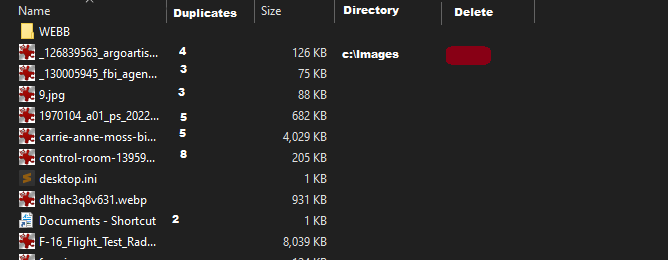 Name Duplicates Size Directory Delete
WEBB
_126839563_argoartis... 4 126 KB c:\Images
_130005945_fbi_agen... 3 75 KB
9.jpg 3 88 KB
1970104_a01_ps_2022... 5 682 KB
carrie-anne-moss-bi... 5 4,029 KB
control-room-13959... 8 205 KB
desktop.ini 1 KB
dlthac3q8v631.webp 931 KB
Documents - Shortcut 2 1 KB
F-16_Flight_Test_Rad... 8,039 KB